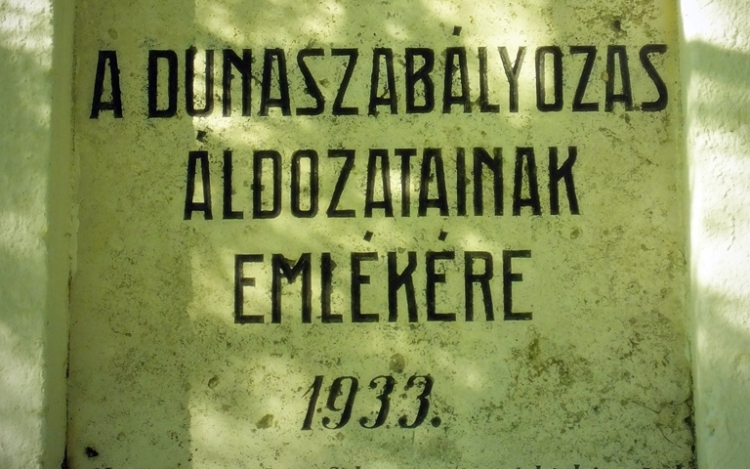 A DUNASZABÁLYOZÁS
ÁLDOZATAINAK
EMLÉKÉRE
1933.